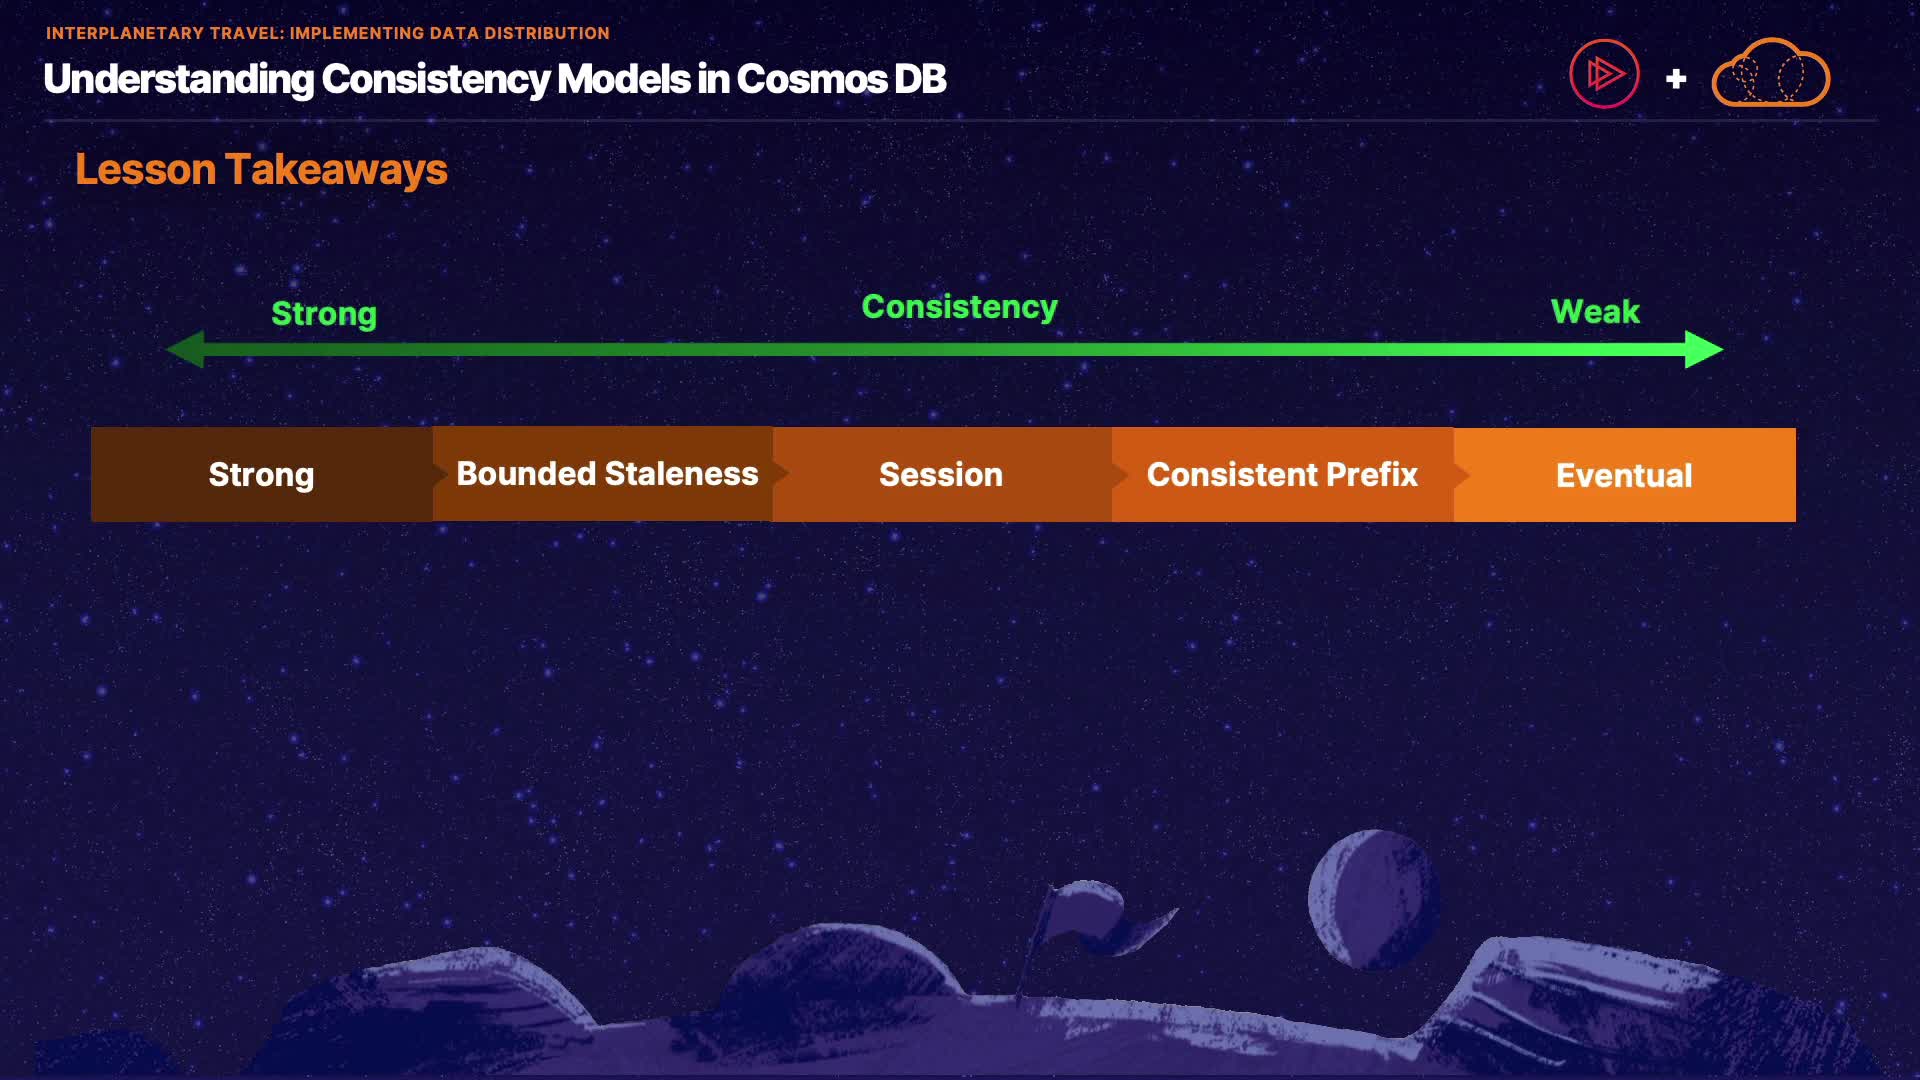 INTERPLANETARY TRAVEL: IMPLEMENTING DATA DISTRIBUTION
Understanding Consistency Models in Cosmos DB
+
Lesson Takeaways
Strong Consistency Weak
Strong Bounded Staleness Session Consistent Prefix Eventual